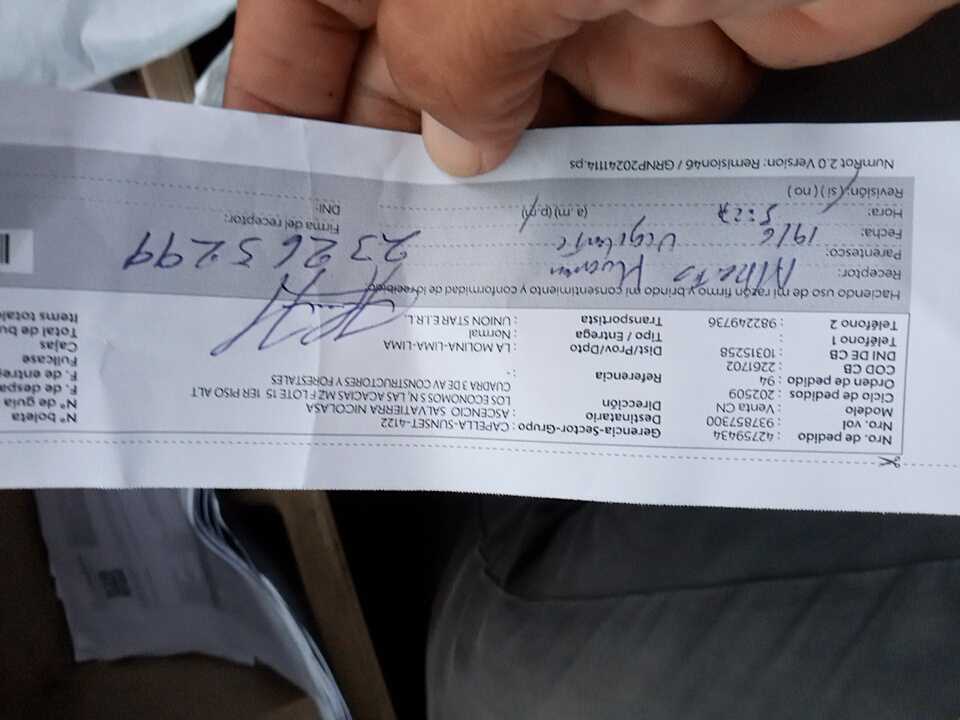 Nro. de pedido : 42759434
Nro. vol : 937857300
Modelo : Venta CN
Ciclo de pedidos : 202509
Orden de pedido : 94
COD CB : 2261702
DNI DE CB : 10315258
Teléfono 1 :
Teléfono 2 : 982249736
Gerencia-Sector-Grupo : CAPELLA-SUNSET-4122
Destinatario : ASCENCIO SALVATIERRA NICOLASA
Dirección LOS ECONOMOS S.N, LAS ACACIAS MZ F LOTE 15 1ER PISO ALT
CUADRA 3 DE AV CONSTRUCTORES Y FORESTALES
Referencia : -
Dist/Prov/Dpto : LA MOLINA-LIMA-LIMA
Tipo / Entrega : Normal
Transportista : UNION STAR E.I.R.L.
N° boleta
N° de guía
F. de despa
F. de entre
Fullcase
Cajas
Total de bu
Items totale
Haciendo uso de mi razón firmo y brindo mi consentimiento y conformidad de lo recibido
Receptor:
Parentesco: Vigilante
Fecha: 19/6
Hora: 5:27 (a.m) (p.m)
Revisión: (si) (no)
Firma del receptor:
DNI:
NumRot 2.0 Version: Remision46 / GRNP20241114.ps